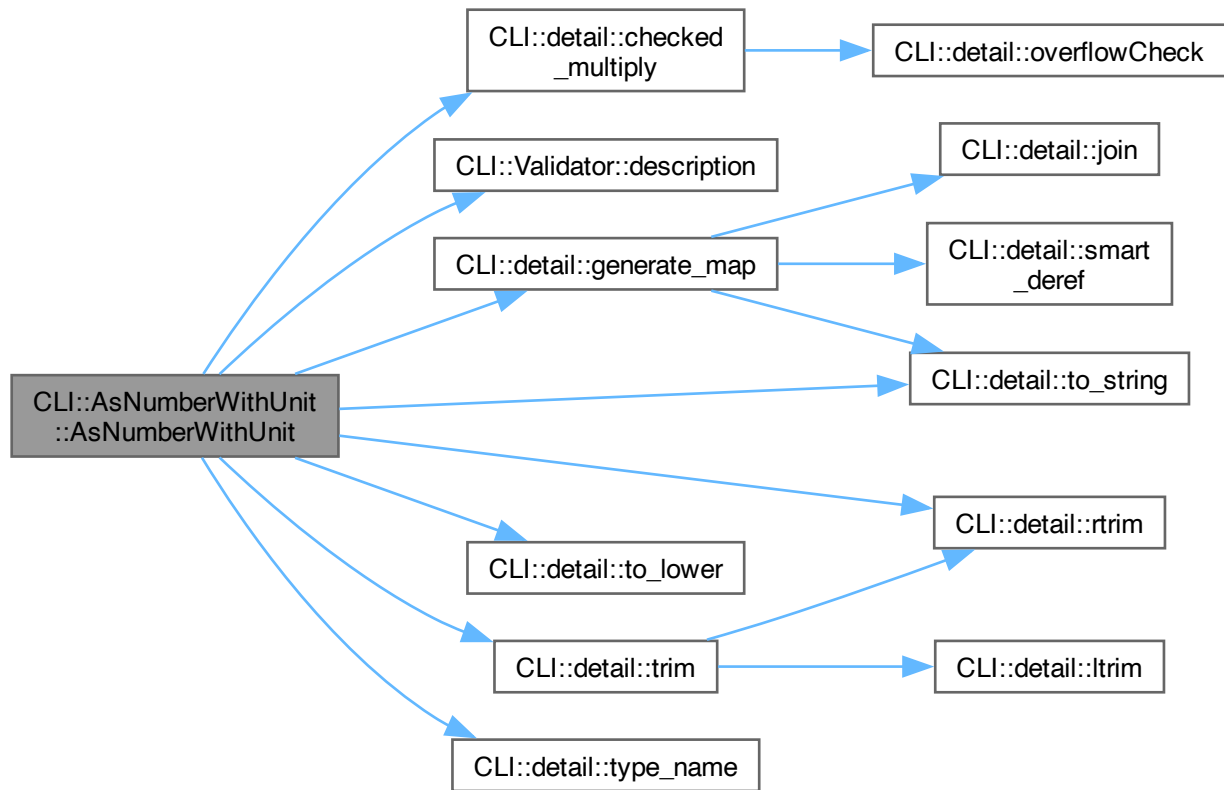 CLI::detail::checked
_multiply
CLI::detail::overflowCheck
CLI::Validator::description
CLI::detail::join
CLI::detail::generate_map
CLI::detail::smart
_deref
CLI::detail::to_string
CLI::AsNumberWithUnit
::AsNumberWithUnit
CLI::detail::rtrim
CLI::detail::to_lower
CLI::detail::trim
CLI::detail::ltrim
CLI::detail::type_name